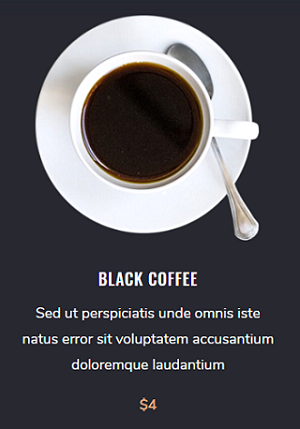 BLACK COFFEE
Sed ut perspiciatis unde omnis iste
natus error sit voluptatem accusantium
doloremque laudantium
$4